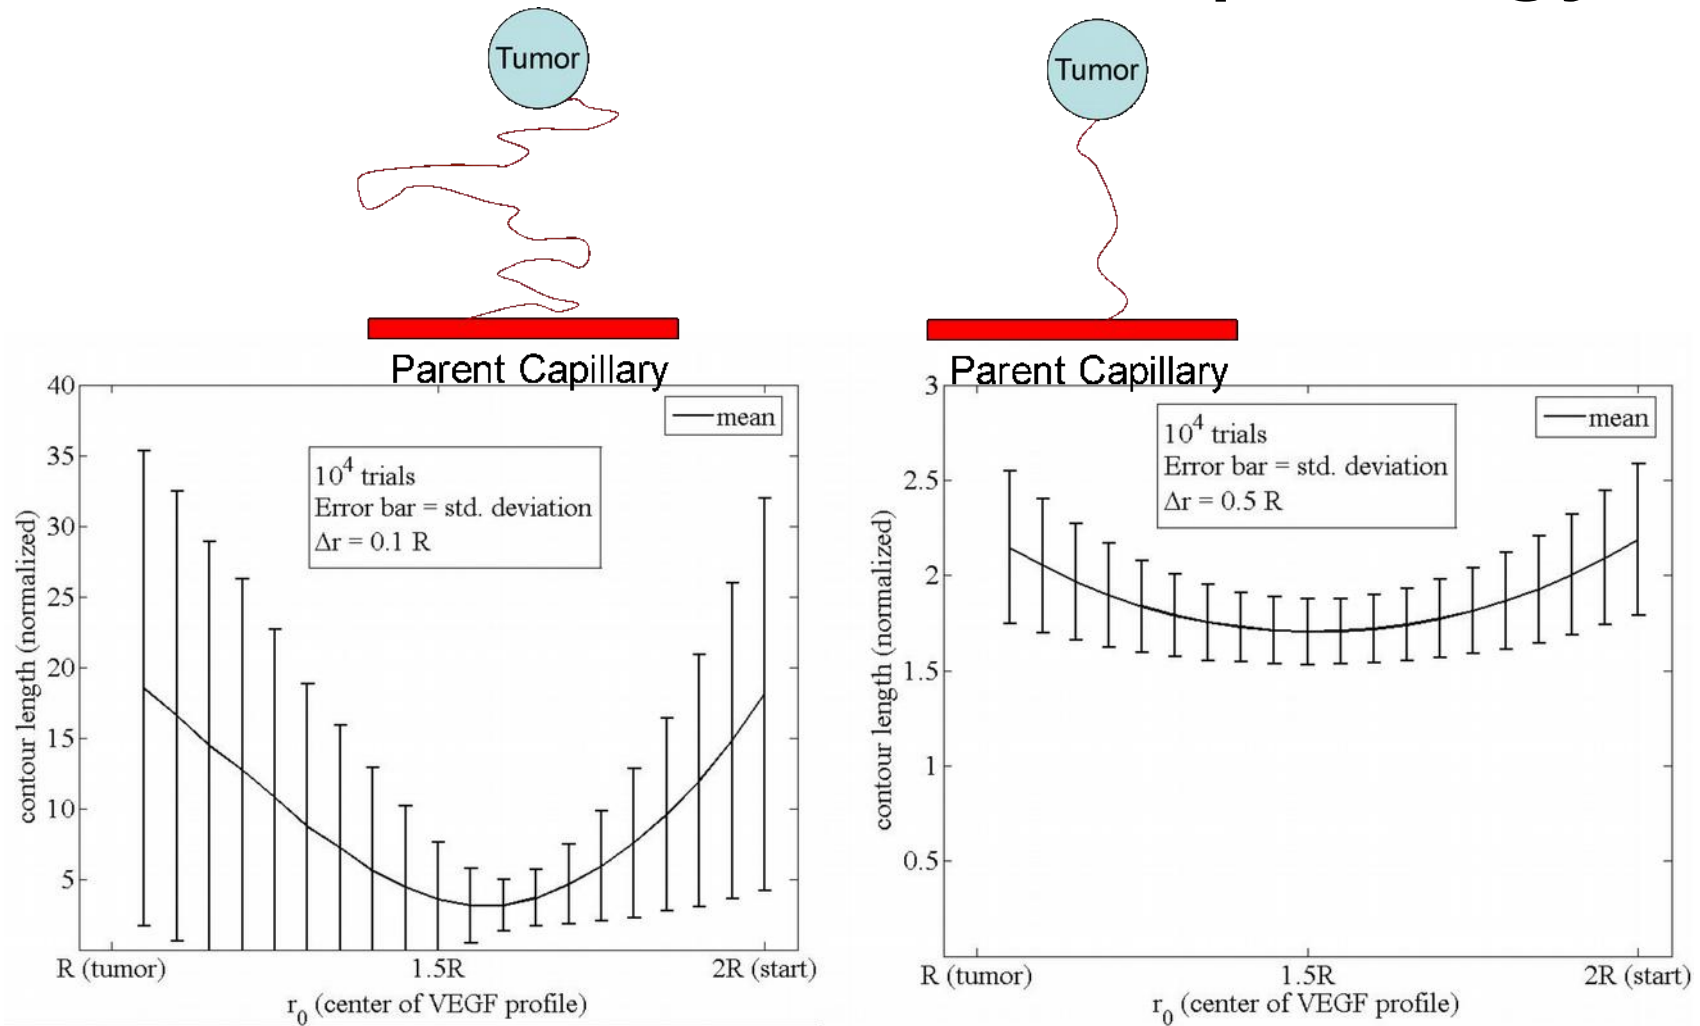 Tumor
Parent Capillary
40
35
30
25
20
15
10
5
contour length (normalized)
mean
10^4 trials
Error bar = std. deviation
Δr = 0.1 R
R (tumor)
1.5R
2R (start)
r_0 (center of VEGF profile)
Tumor
Parent Capillary
3
2.5
2
1.5
1
0.5
contour length (normalized)
mean
10^4 trials
Error bar = std. deviation
Δr = 0.5 R
R (tumor)
1.5R
2R (start)
r_0 (center of VEGF profile)